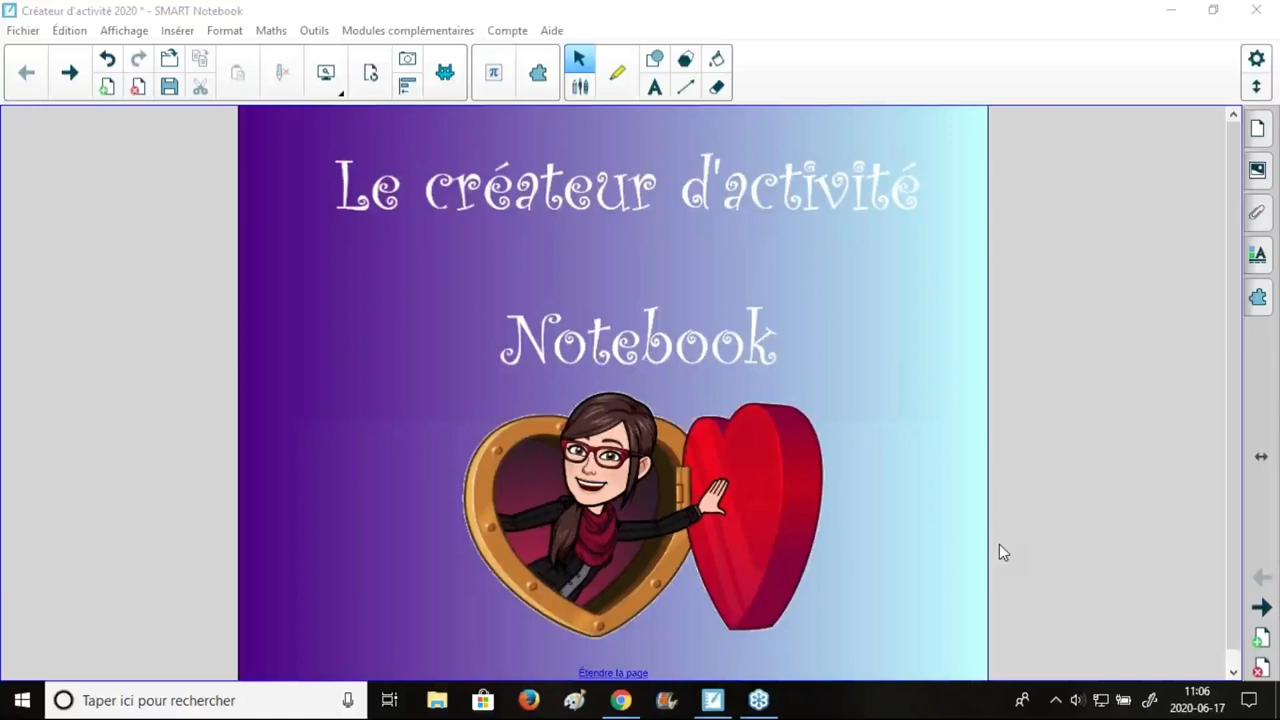 Créateur d'activité 2020 * - SMART Notebook
Fichier Édition Affichage Insérer Format Maths Outils Modules complémentaires Compte Aide
π
A
A
Le créateur d'activité
Notebook
Étendre la page
Taper ici pour rechercher
11:06
2020-06-17